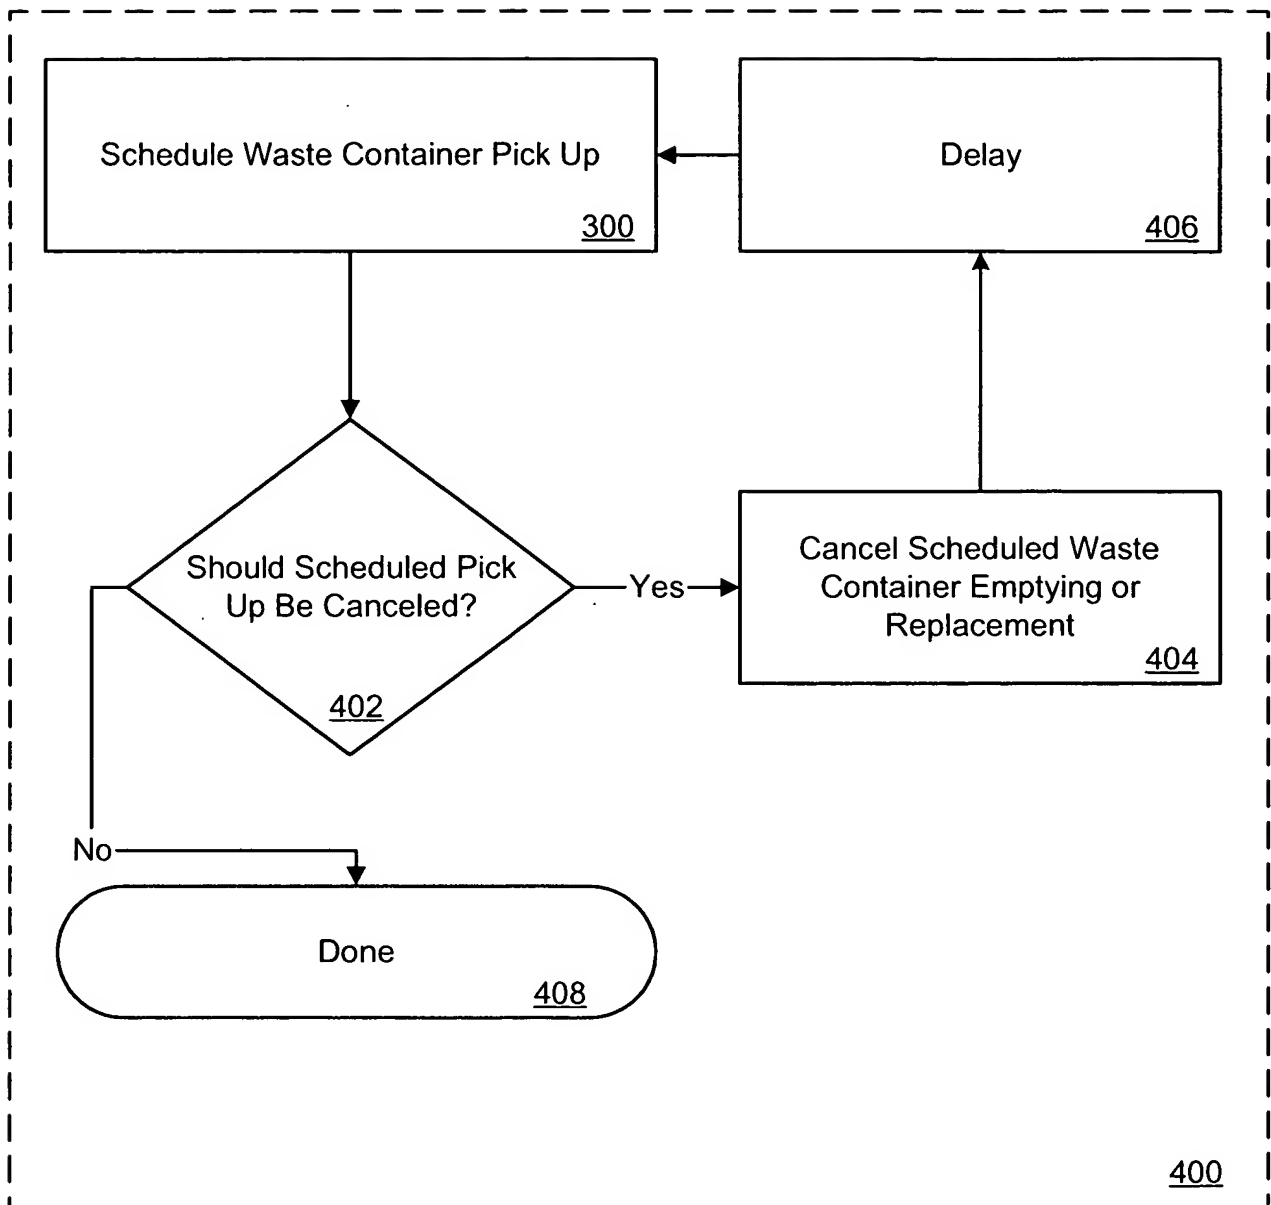 Schedule Waste Container Pick Up
300
Delay
406
Should Scheduled Pick
Up Be Canceled?
402
Yes
Cancel Scheduled Waste
Container Emptying or
Replacement
404
No
Done
408
400